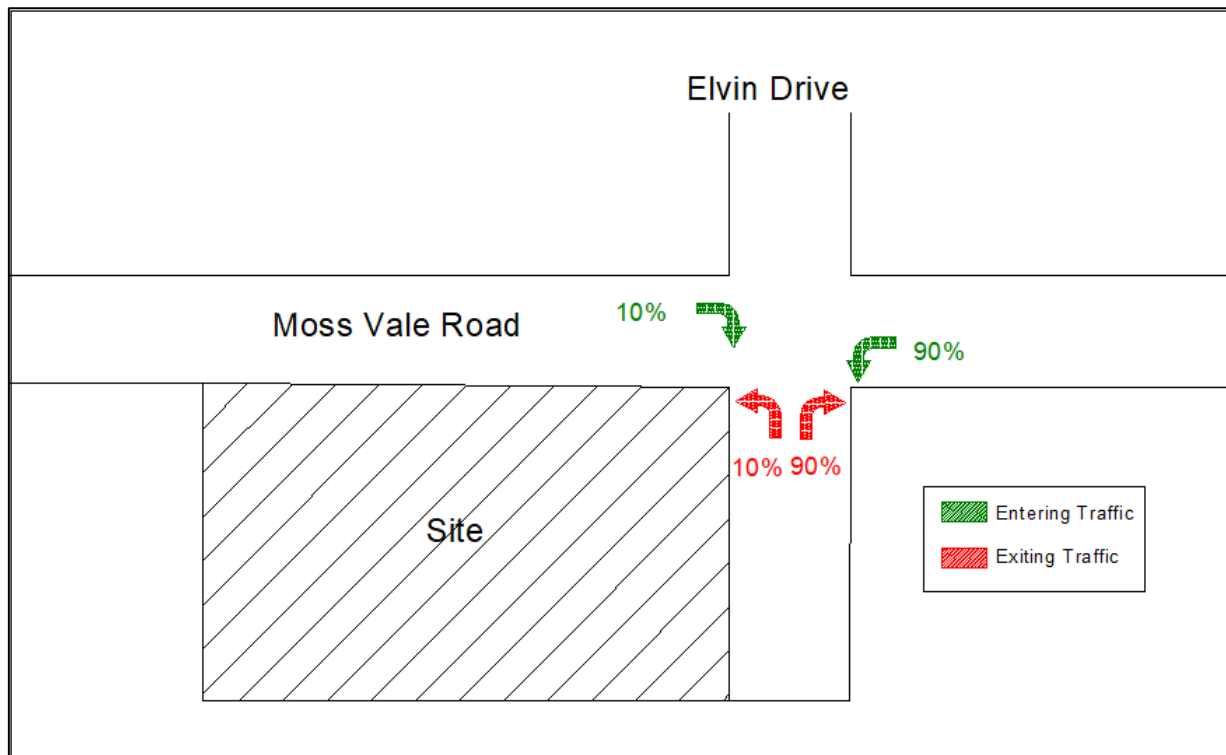 Elvin Drive
10%
Moss Vale Road
90%
10% 90%
Site
Entering Traffic
Exiting Traffic